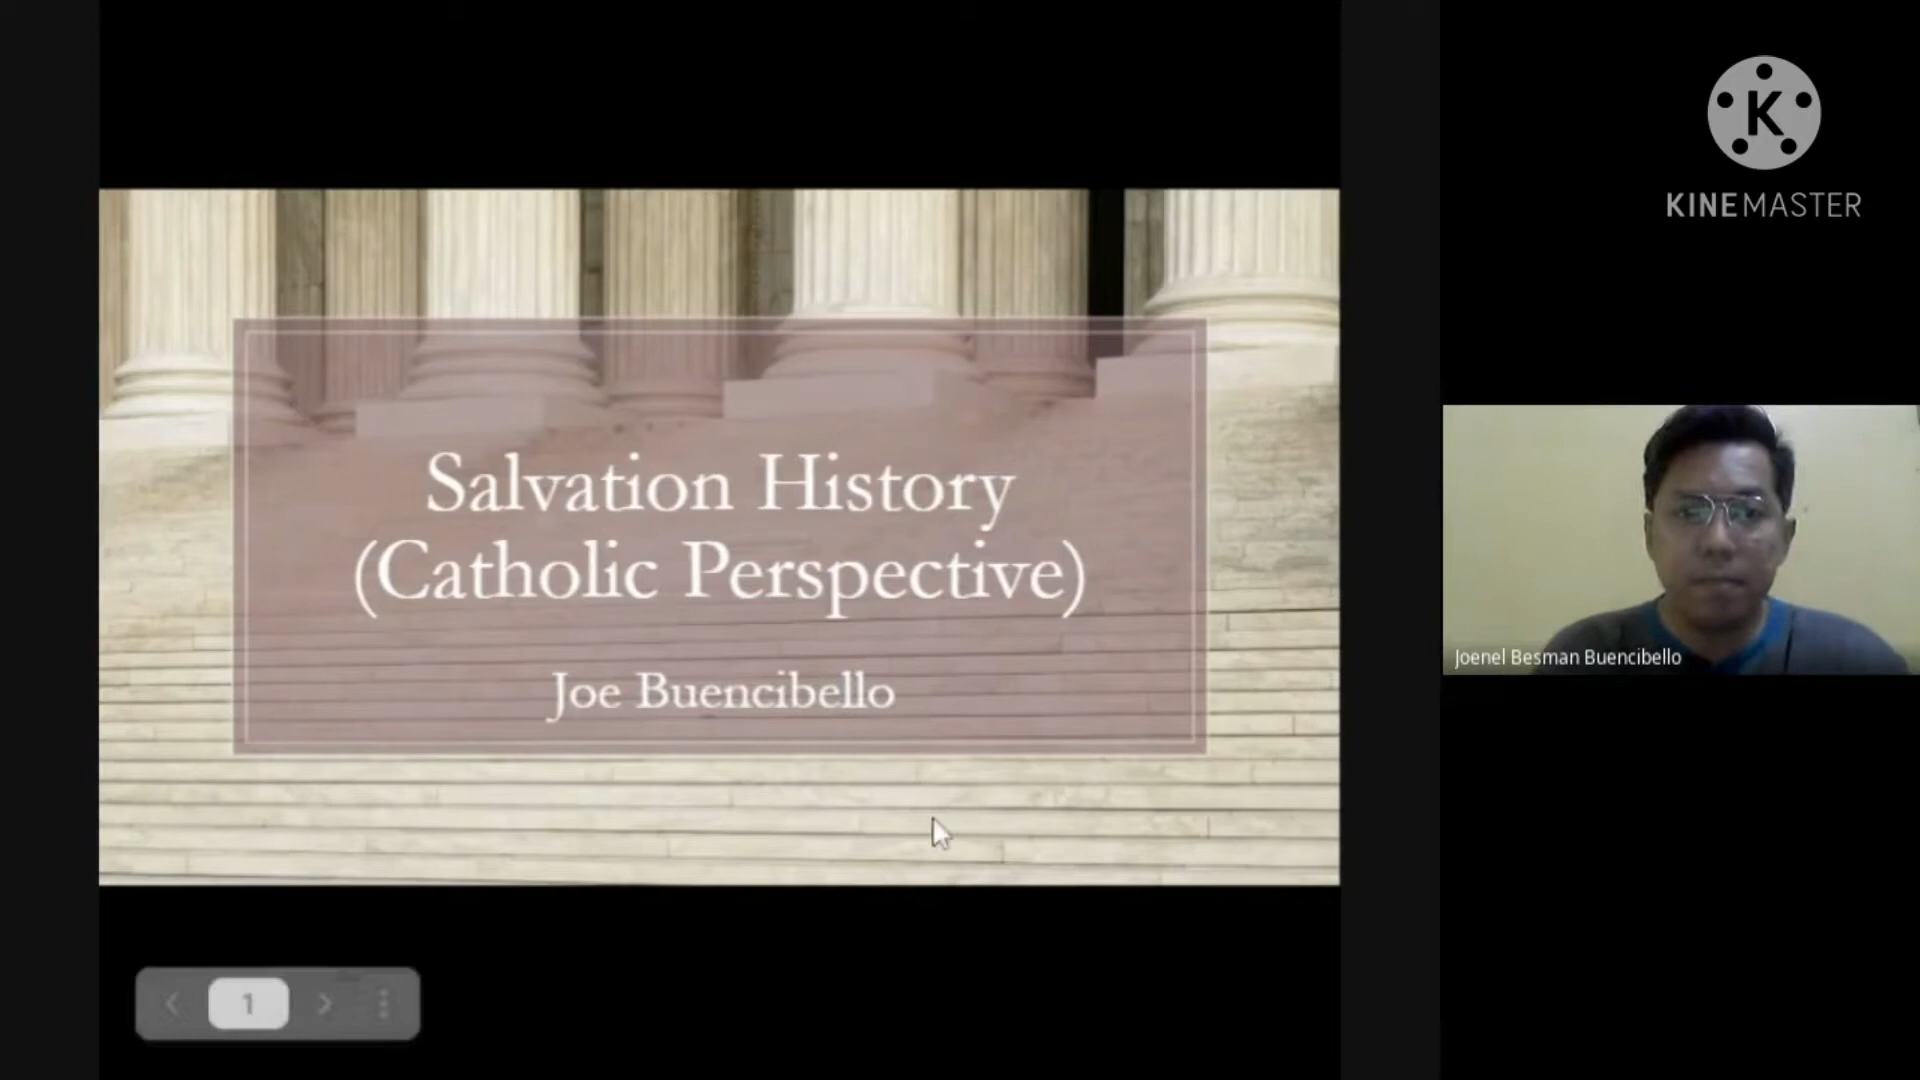 Salvation History
(Catholic Perspective)
Joe Buencibello
1
K
KINEMASTER
Joenel Besman Buencibello